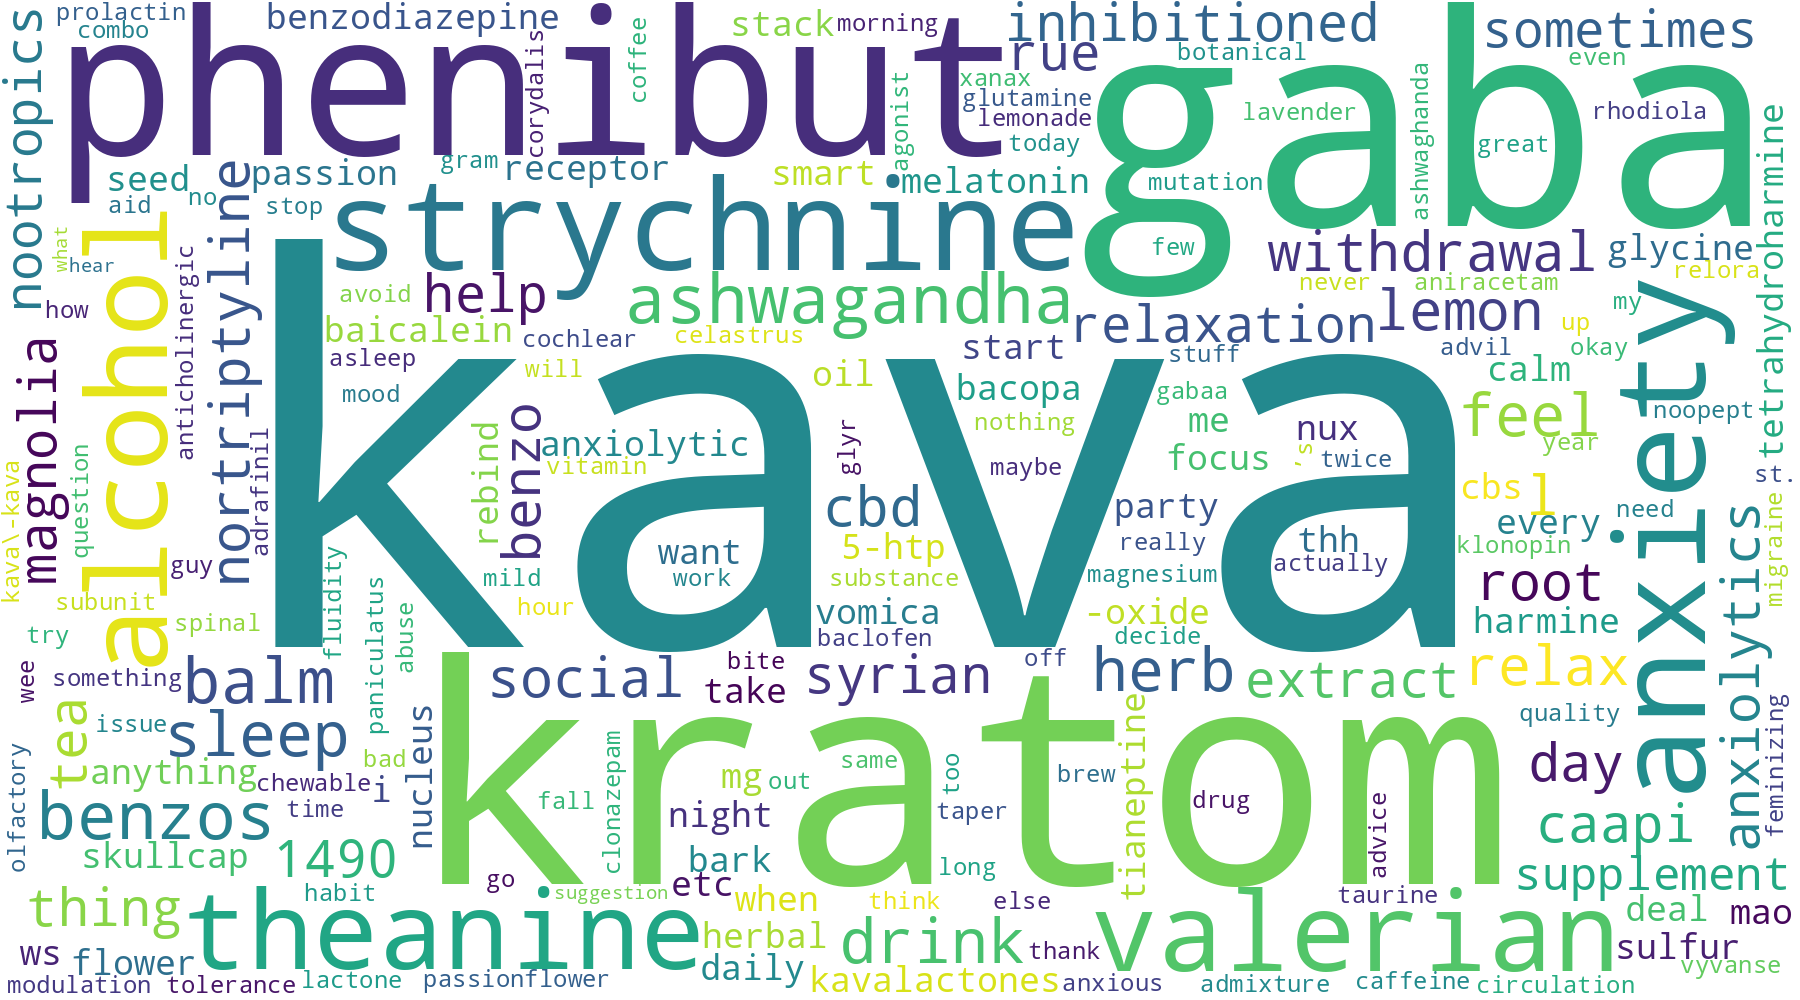 prolactin
benzodiazepine
stack
morning
inhibitioned
sometimes
combo
phenibut
coffee
corydalis
rue
botanical
even
nootropics
xanax
glutamine
lemonade
gaba
lavender
rhodiola
ashwaghanda
great
today
agonist
gram
receptor
smart
melatonin
mutation
tetrahydroharmine
seed
no
passion
aid
stop
strychnine
what
hear
alcohol
nortriptyline
anticholinergic
few
withdrawal
glycine
relora
how
avoid
help
ashwagandha
never
aniracetam
my
baicalein
cochlear
celastrus
relaxation
lemon
up
magnolia
asleep
will
start
stuff
advil
okay
mood
kava
oil
bacopa
gabaa
calm
anxiety
noopept
nothing
me
feel
year
adrafinil
rebind
benzo
anxiolytic
glyr
nux
's
twice
focus
vitamin
maybe
kava\-kava
question
cbs
l
st.
cbd
party
every
need
migraine
want
5-htp
really
thh
klonopin
guy
mild
work
substance
magnesium
actually
root
anxiolytics
subunit
fluidity
paniculatus
abuse
hour
vomica
-oxide
harmine
try
spinal
baclofen
decide
wee
something
balm
social
bite
take
syrian
off
herb
extract
relax
tea
issue
sleep
nucleus
kratom
quality
feminizing
olfactory
anything
bad
chewable
i
clonazepam
mg
out
same
too
brew
tianeptine
day
time
fall
drug
benzos
night
taper
advice
caapi
skullcap
1490
bark
long
supplement
go
suggestion
etc
habit
when
think
else
taurine
thing
theanine
herbal
drink
thank
valerian
deal
mao
ws
flower
daily
sulfur
vyvanse
modulation
tolerance
lactone
passionflower
kavalactones
anxious
admixture
caffeine
circulation